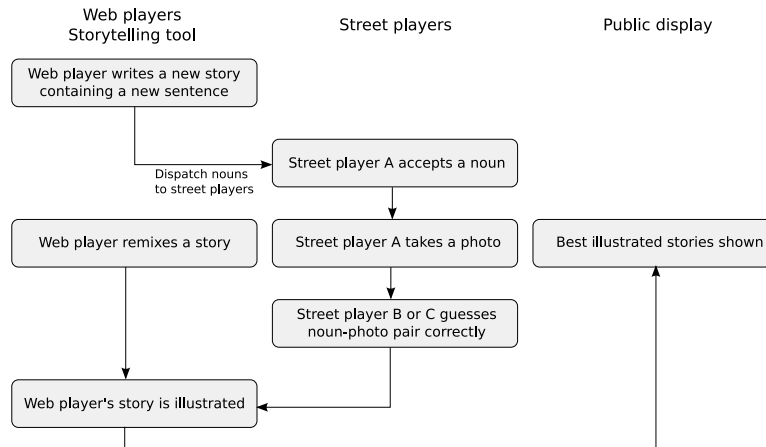 Web players
Storytelling tool
Street players
Public display
Web player writes a new story
containing a new sentence
Dispatch nouns
to street players
Street player A accepts a noun
Web player remixes a story
Street player A takes a photo
Best illustrated stories shown
Street player B or C guesses
noun-photo pair correctly
Web player's story is illustrated